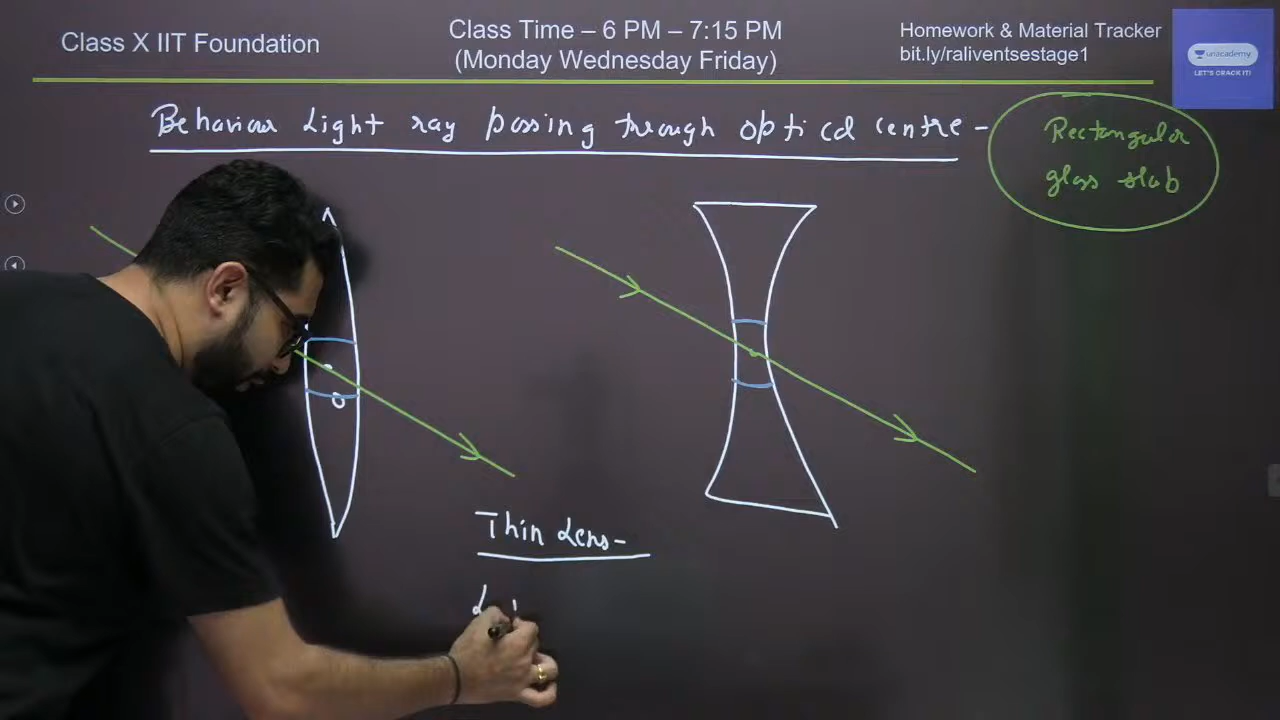 Class X IIT Foundation
Class Time – 6 PM – 7:15 PM
(Monday Wednesday Friday)
Homework & Material Tracker
bit.ly/raliventsestage1
unacademy
LET'S CRACK IT!
Behaviour Light ray passing through optical centre -
Rectangular
glass slab
O
Thin Lens-